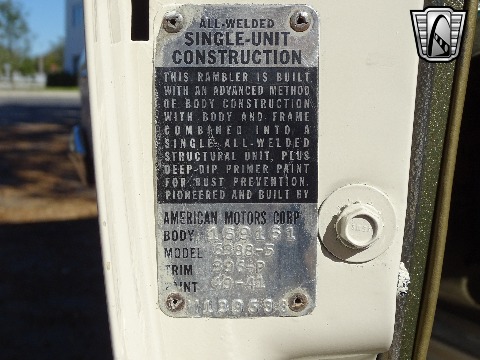 ALL-WELDED
SINGLE-UNIT
CONSTRUCTION
THIS RAMBLER IS BUILT
WITH AN ADVANCED METHOD
OF BODY CONSTRUCTION
WITH BODY AND FRAME
COMBINED INTO A
SINGLE ALL-WELDED
STRUCTURAL UNIT, PLUS
DEEP-DIP PRIMER PAINT
FOR RUST PREVENTION.
PIONEERED AND BUILT BY
AMERICAN MOTORS CORP.
BODY 159151
MODEL
TRIM
PAINT